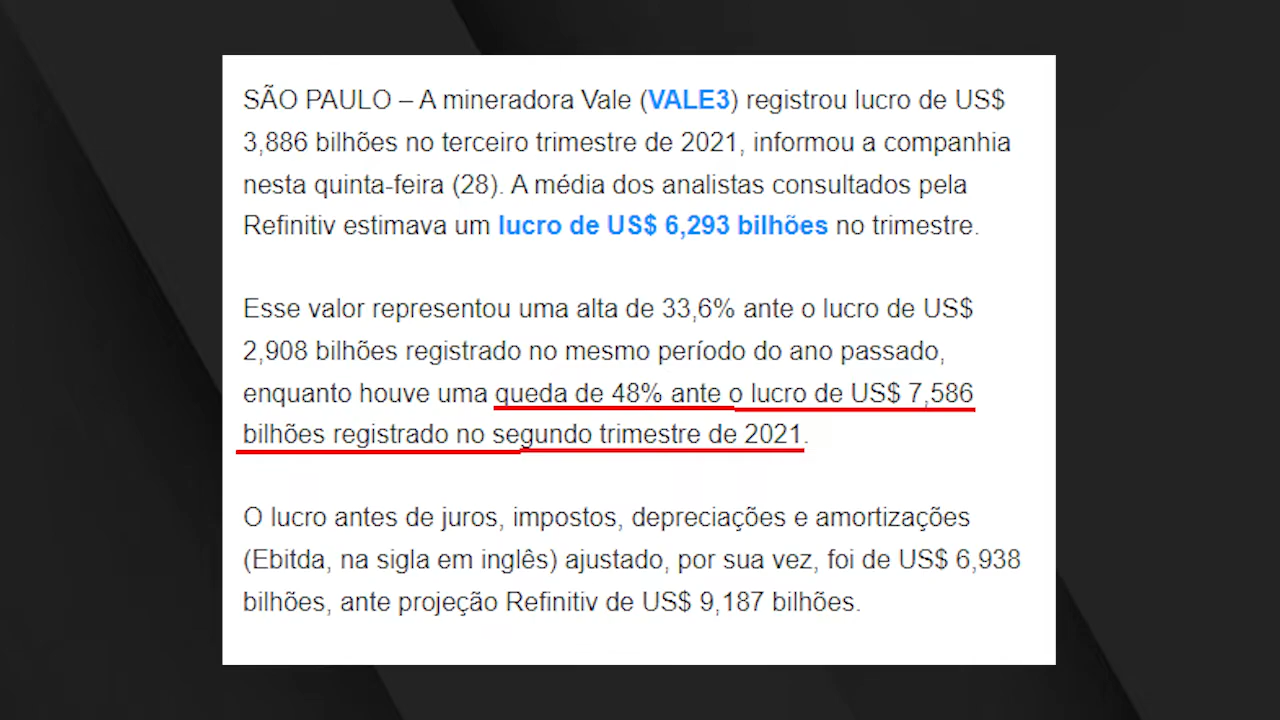 SÃO PAULO – A mineradora Vale (VALE3) registrou lucro de US$
3,886 bilhões no terceiro trimestre de 2021, informou a companhia
nesta quinta-feira (28). A média dos analistas consultados pela
Refinitiv estimava um lucro de US$ 6,293 bilhões no trimestre.
Esse valor representou uma alta de 33,6% ante o lucro de US$
2,908 bilhões registrado no mesmo período do ano passado,
enquanto houve uma queda de 48% ante o lucro de US$ 7,586
bilhões registrado no segundo trimestre de 2021.
O lucro antes de juros, impostos, depreciações e amortizações
(Ebitda, na sigla em inglês) ajustado, por sua vez, foi de US$ 6,938
bilhões, ante projeção Refinitiv de US$ 9,187 bilhões.